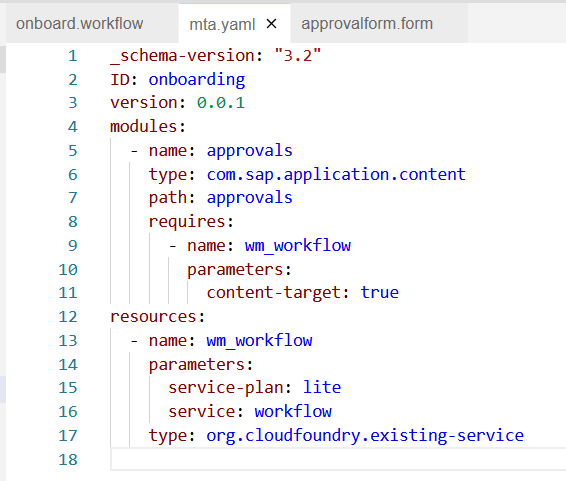 onboard.workflow mta.yaml × approvalform.form
1 _schema-version: "3.2"
2 ID: onboarding
3 version: 0.0.1
4 modules:
5 - name: approvals
6 type: com.sap.application.content
7 path: approvals
8 requires:
9 - name: wm_workflow
10 parameters:
11 content-target: true
12 resources:
13 - name: wm_workflow
14 parameters:
15 service-plan: lite
16 service: workflow
17 type: org.cloudfoundry.existing-service
18